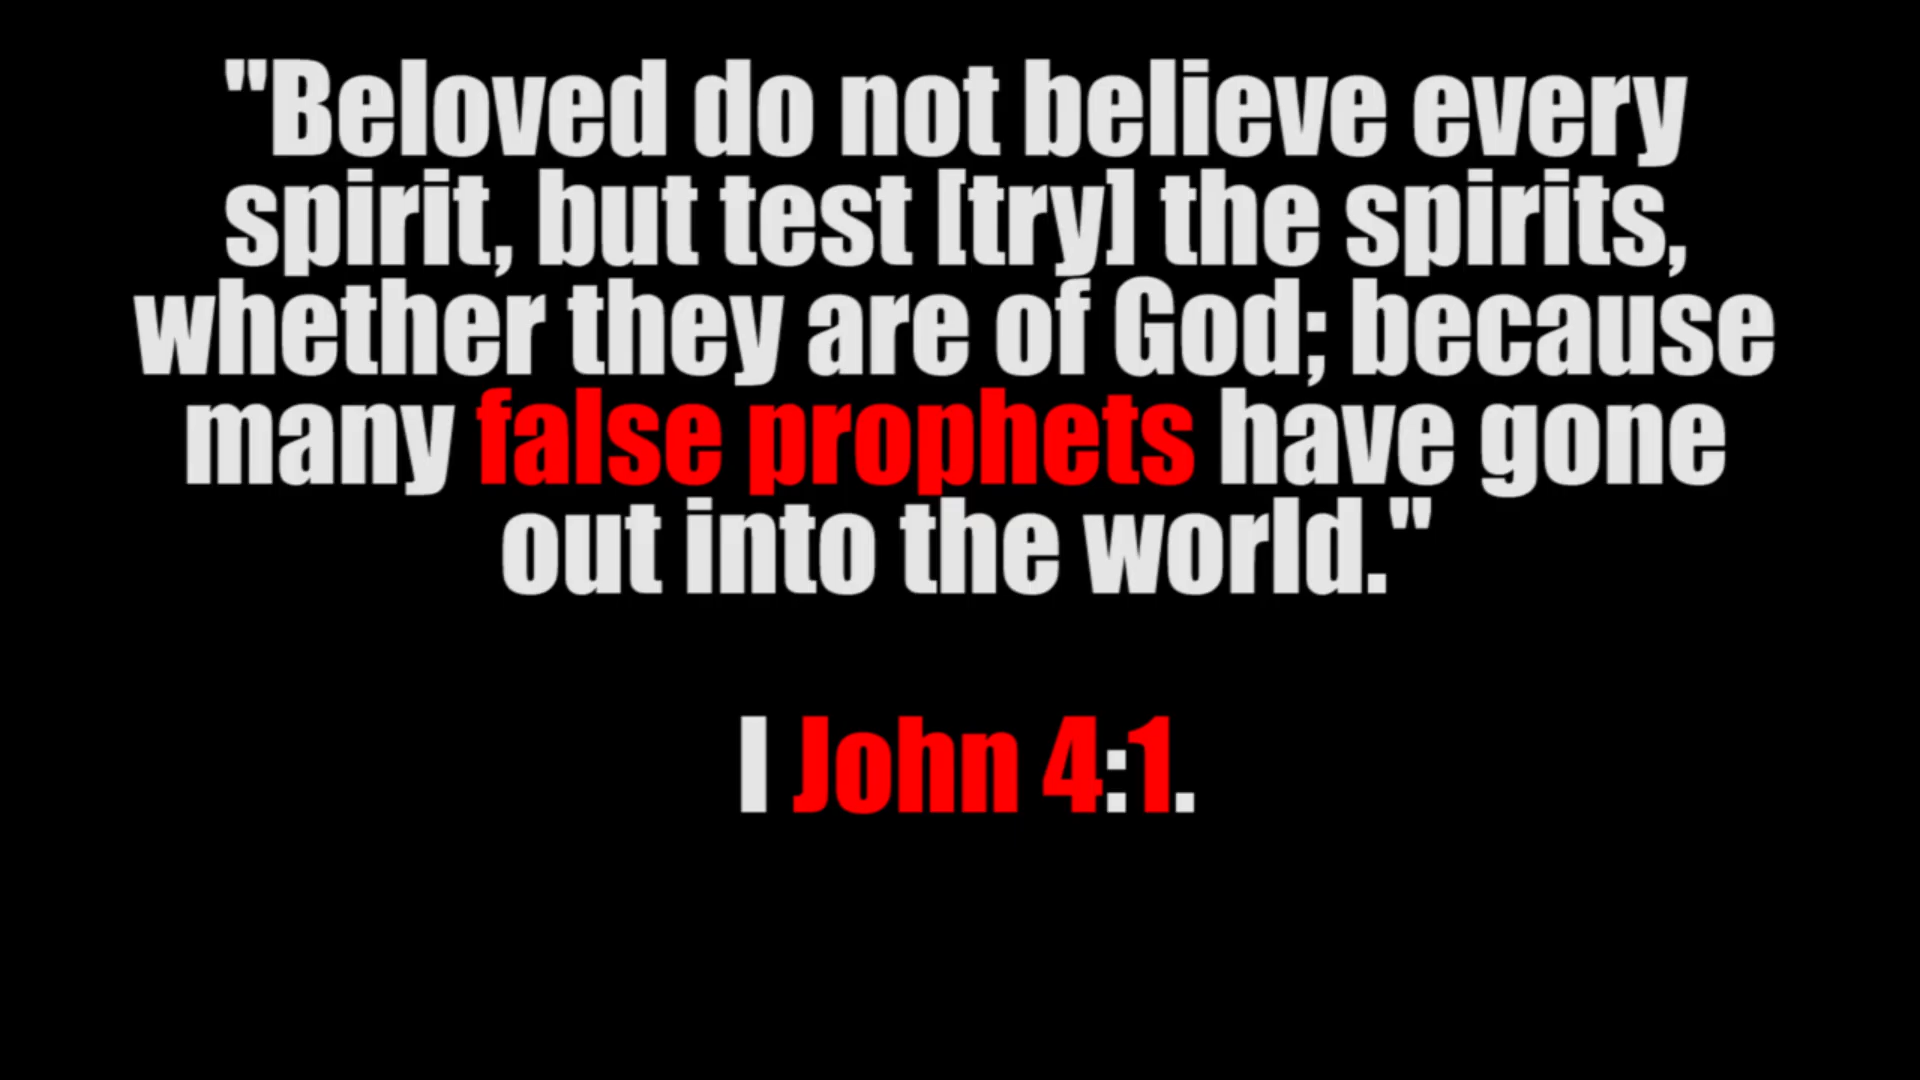 "Beloved do not believe every
spirit, but test [try] the spirits,
whether they are of God; because
many false prophets have gone
out into the world."
I John 4:1.